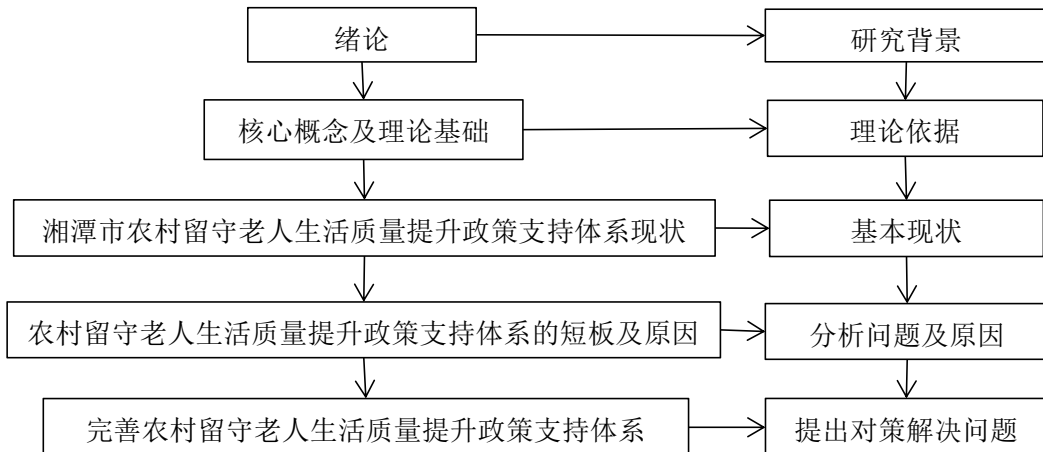 绪论
研究背景
核心概念及理论基础
理论依据
湘潭市农村留守老人生活质量提升政策支持体系现状
基本现状
农村留守老人生活质量提升政策支持体系的短板及原因
分析问题及原因
完善农村留守老人生活质量提升政策支持体系
提出对策解决问题